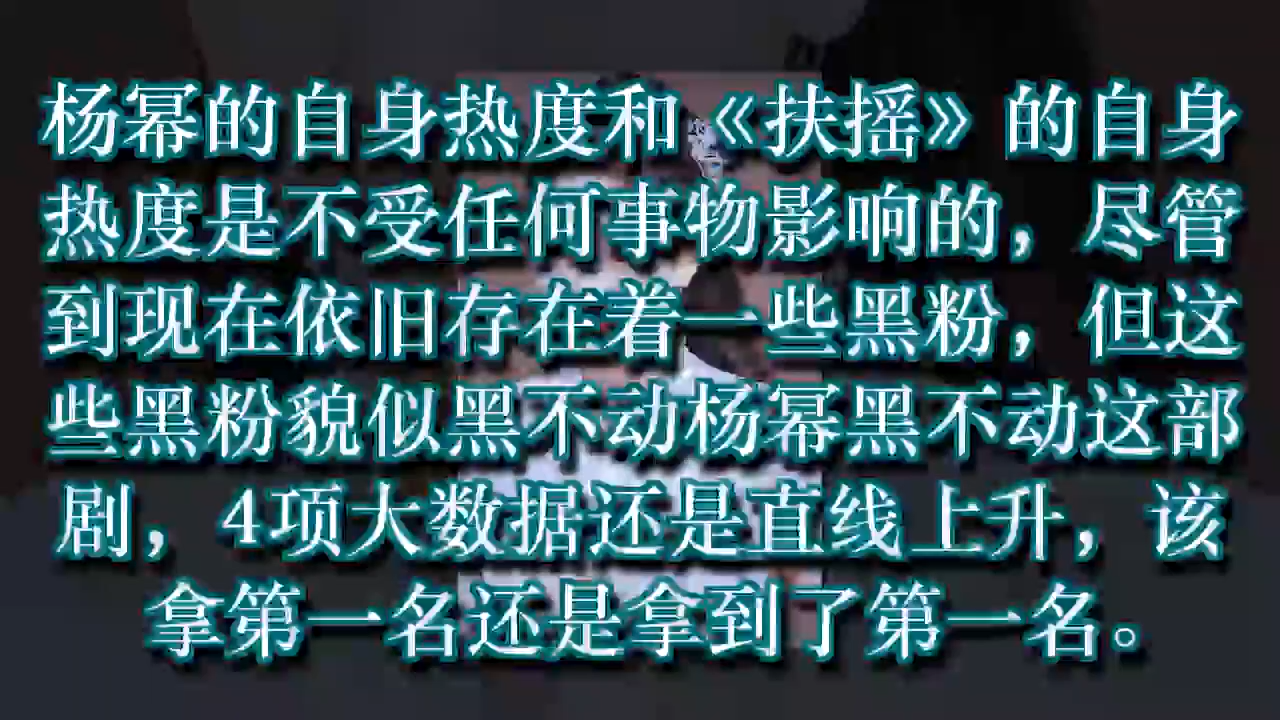 杨幂的自身热度和《扶摇》的自身
热度是不受任何事物影响的，尽管
到现在依旧存在着一些黑粉，但这
些黑粉貌似黑不动杨幂黑不动这部
剧，4项大数据还是直线上升，该
拿第一名还是拿到了第一名。